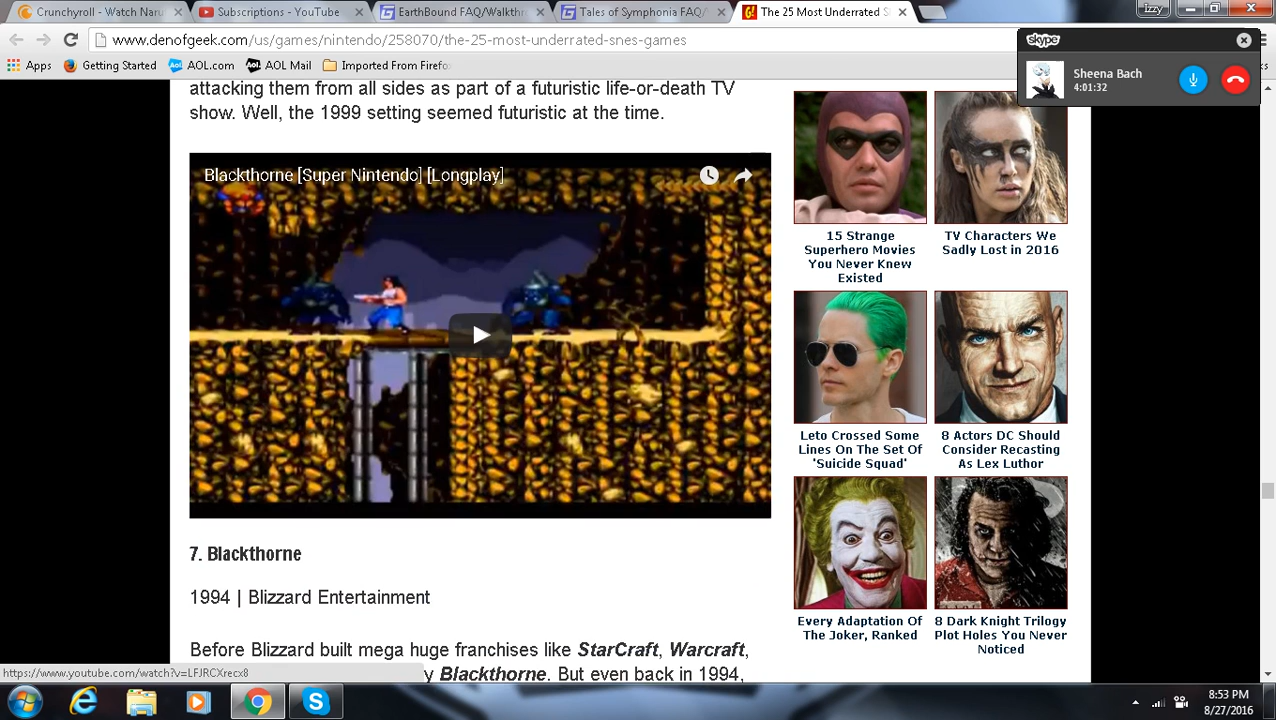 Crunchyroll - Watch Naru
Subscriptions - YouTube
EarthBound FAQ/Walkthr
Tales of Symphonia FAQ/
The 25 Most Underrated S
Izzy
www.denofgeek.com/us/games/nintendo/258070/the-25-most-underrated-snes-games
Apps
Getting Started
AOL.com
AOL Mail
Imported From Firefo
skype
Sheena Bach
4:01:32
attacking them from all sides as part of a futuristic life-or-death TV
show. Well, the 1999 setting seemed futuristic at the time.
Blackthorne [Super Nintendo] [Longplay]
7. Blackthorne
1994 | Blizzard Entertainment
Before Blizzard built mega huge franchises like StarCraft, Warcraft,
y Blackthorne. But even back in 1994,
15 Strange
Superhero Movies
You Never Knew
Existed
TV Characters We
Sadly Lost in 2016
Leto Crossed Some
Lines On The Set Of
'Suicide Squad'
8 Actors DC Should
Consider Recasting
As Lex Luthor
Every Adaptation Of
The Joker, Ranked
8 Dark Knight Trilogy
Plot Holes You Never
Noticed
https://www.youtube.com/watch?v=LFJRCXrecx8
8:53 PM
8/27/2016